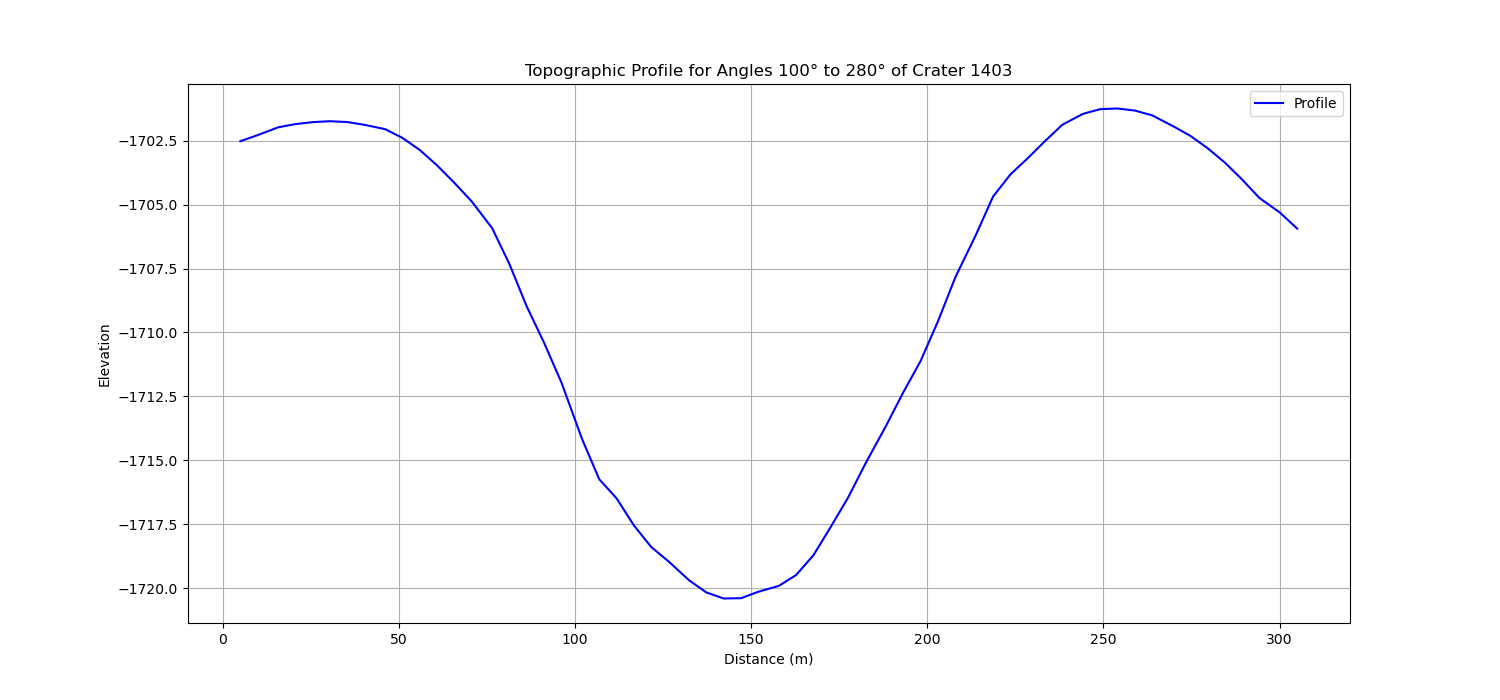 Topographic Profile for Angles 100° to 280° of Crater 1403
Profile
−1702.5
−1705.0
−1707.5
−1710.0
−1712.5
−1715.0
−1717.5
−1720.0
Elevation
0 50 100 150 200 250 300
Distance (m)